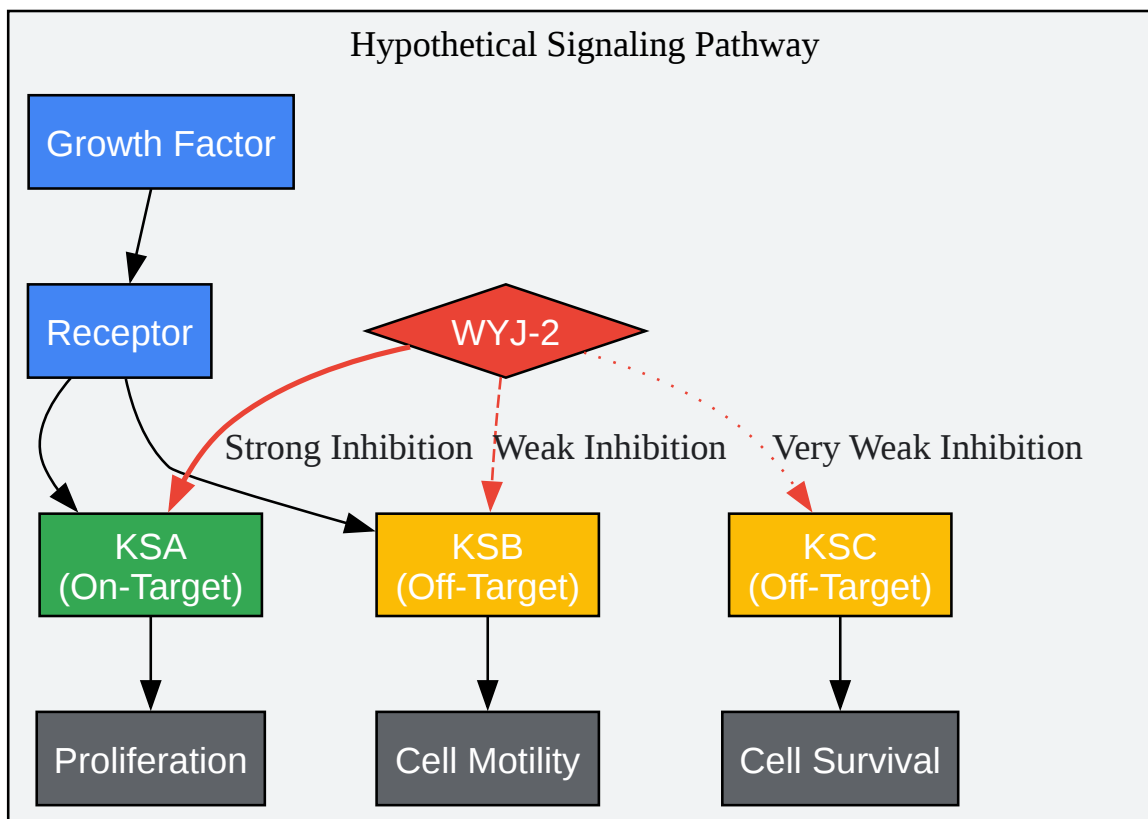 Hypothetical Signaling Pathway
Growth Factor
Receptor
WYJ-2
Strong Inhibition
Weak Inhibition
Very Weak Inhibition
KSA
(On-Target)
KSB
(Off-Target)
KSC
(Off-Target)
Proliferation
Cell Motility
Cell Survival